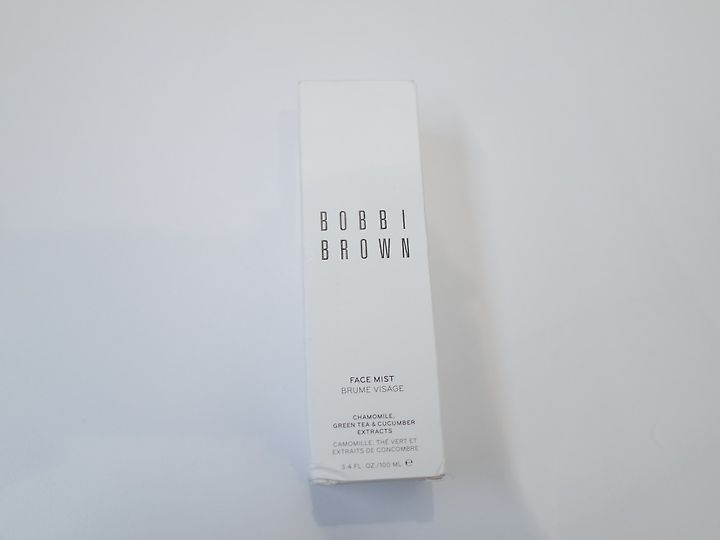 BOBBI
BROWN
FACE MIST
BRUME VISAGE
CHAMOMILE,
GREEN TEA & CUCUMBER
EXTRACTS
CAMOMILLE, THÉ VERT ET
EXTRAITS DE CONCOMBRE
3.4 FL. OZ./100 ML ℮